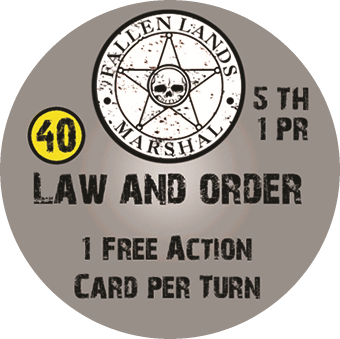 FALLEN LANDS
MARSHAL
40
5 TH
1 PR
LAW AND ORDER
1 FREE ACTION
CARD PER TURN